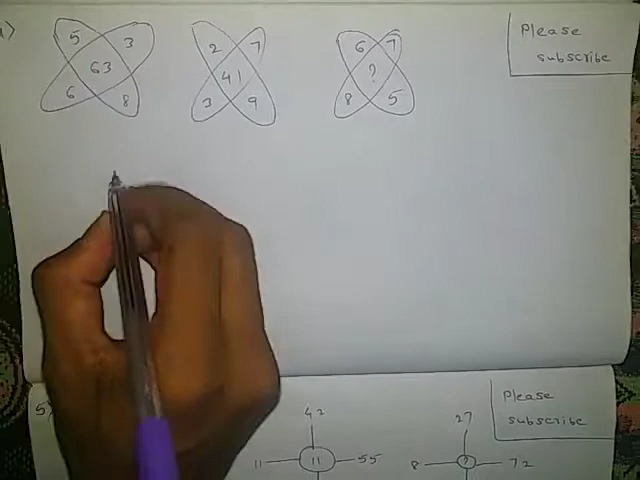 5 3 2 7 6 7
63 41 ?
6 8 3 9 8 5
Please
subscribe
5)
42
11 11 55
27
8 ? 72
Please
subscribe